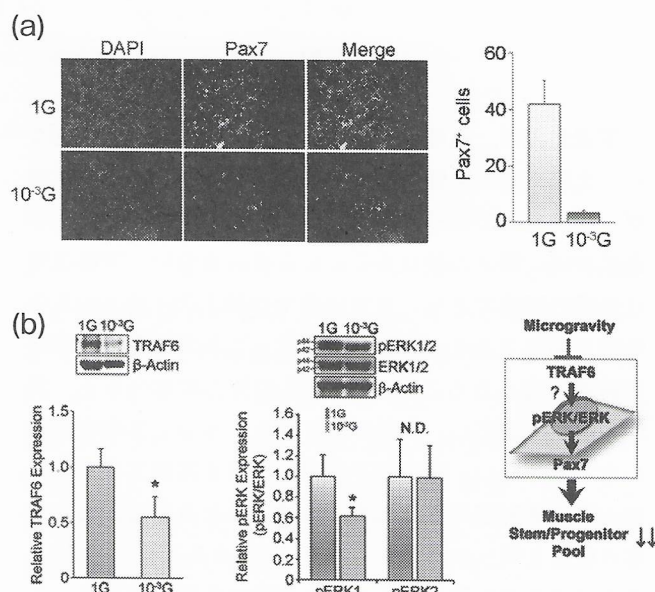 (a)
DAPI Pax7 Merge
1G
10⁻³G
Pax7⁺ cells
60
40
20
0
1G 10⁻³G
(b)
1G 10⁻³G
TRAF6
β-Actin
Relative TRAF6 Expression
1.5
1.0
0.5
0
*
1G 10⁻³G
1G 10⁻³G
pERK1/2
ERK1/2
β-Actin
1G
10⁻³G
Relative pERK Expression
(pERK/ERK)
1.6
1.4
1.2
1.0
0.8
0.6
0.4
0.2
0
*
N.D.
pERK1 pERK2
Microgravity
TRAF6
?
pERK/ERK
Pax7
Muscle
Stem/Progenitor ↓↓
Pool